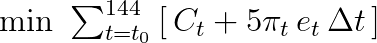 min ∑_{t=t_0}^{144} [ C_t + 5π_t e_t Δt ]